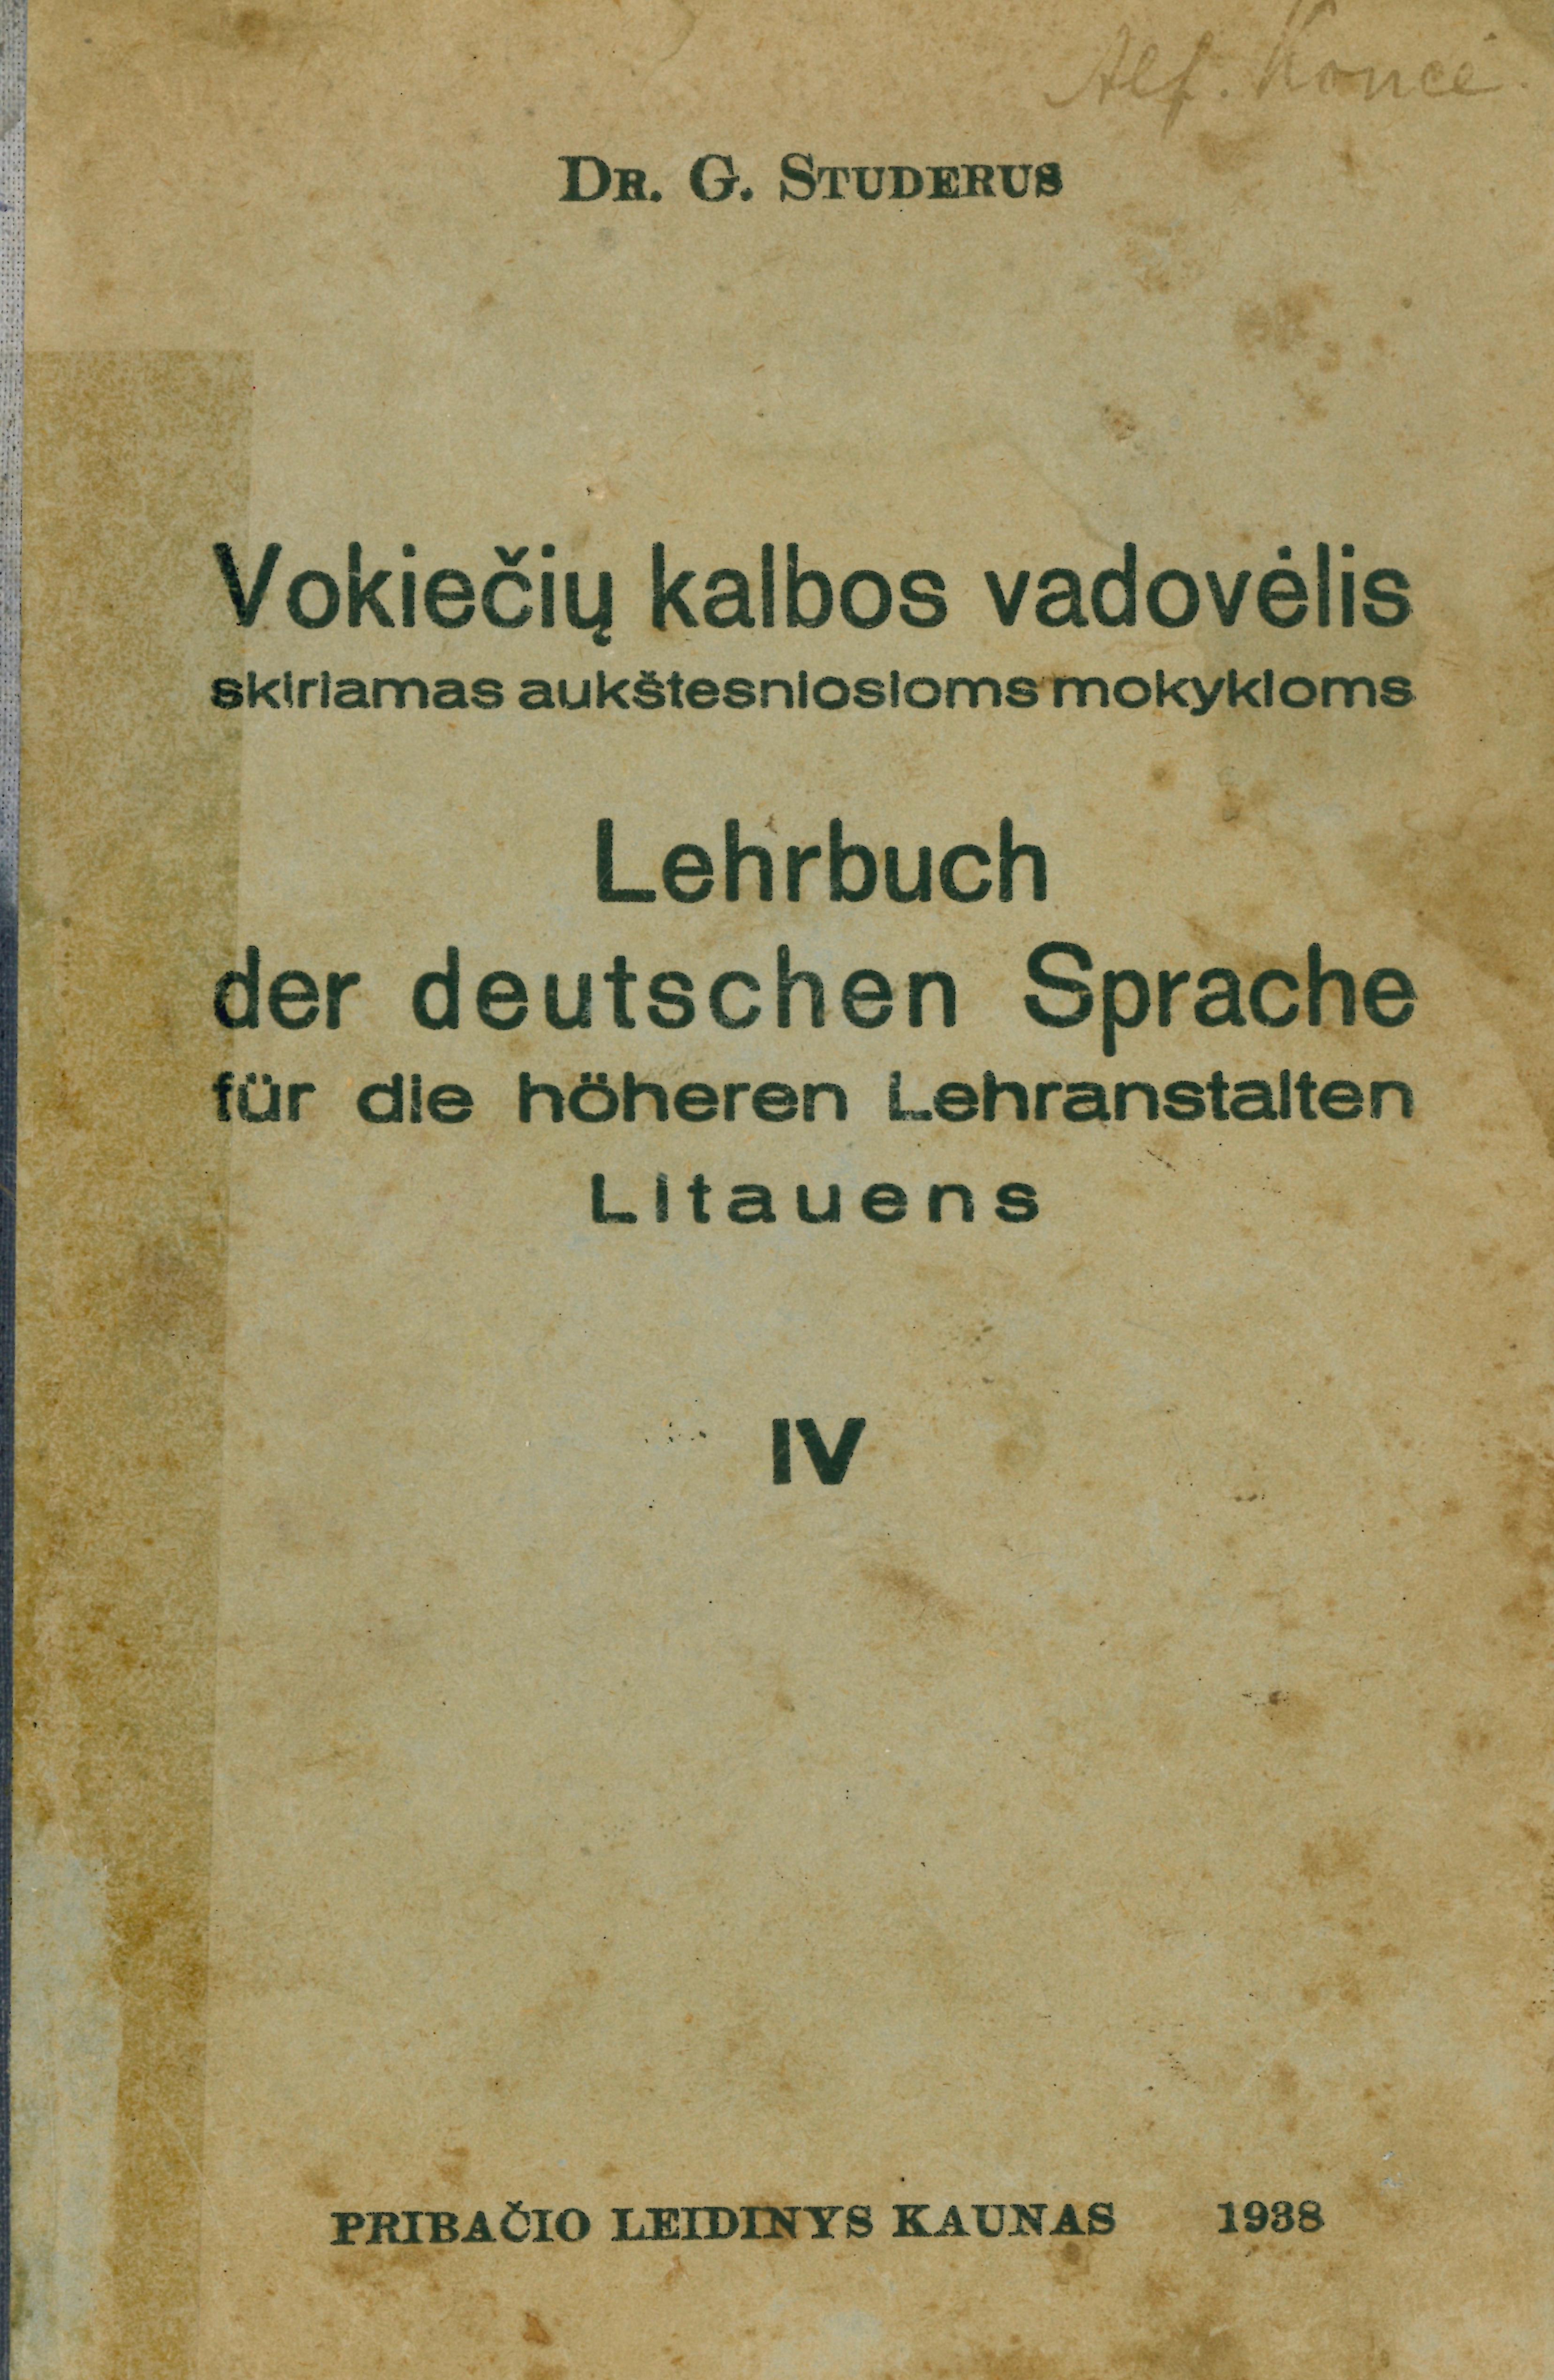 Alf. Koncė.
DR. G. STUDERUS
Vokiečių kalbos vadovėlis
skiriamas aukštesniosioms mokykloms
Lehrbuch
der deutschen Sprache
für die höheren Lehranstalten
Litauens
IV
PRIBAČIO LEIDINYS KAUNAS 1938